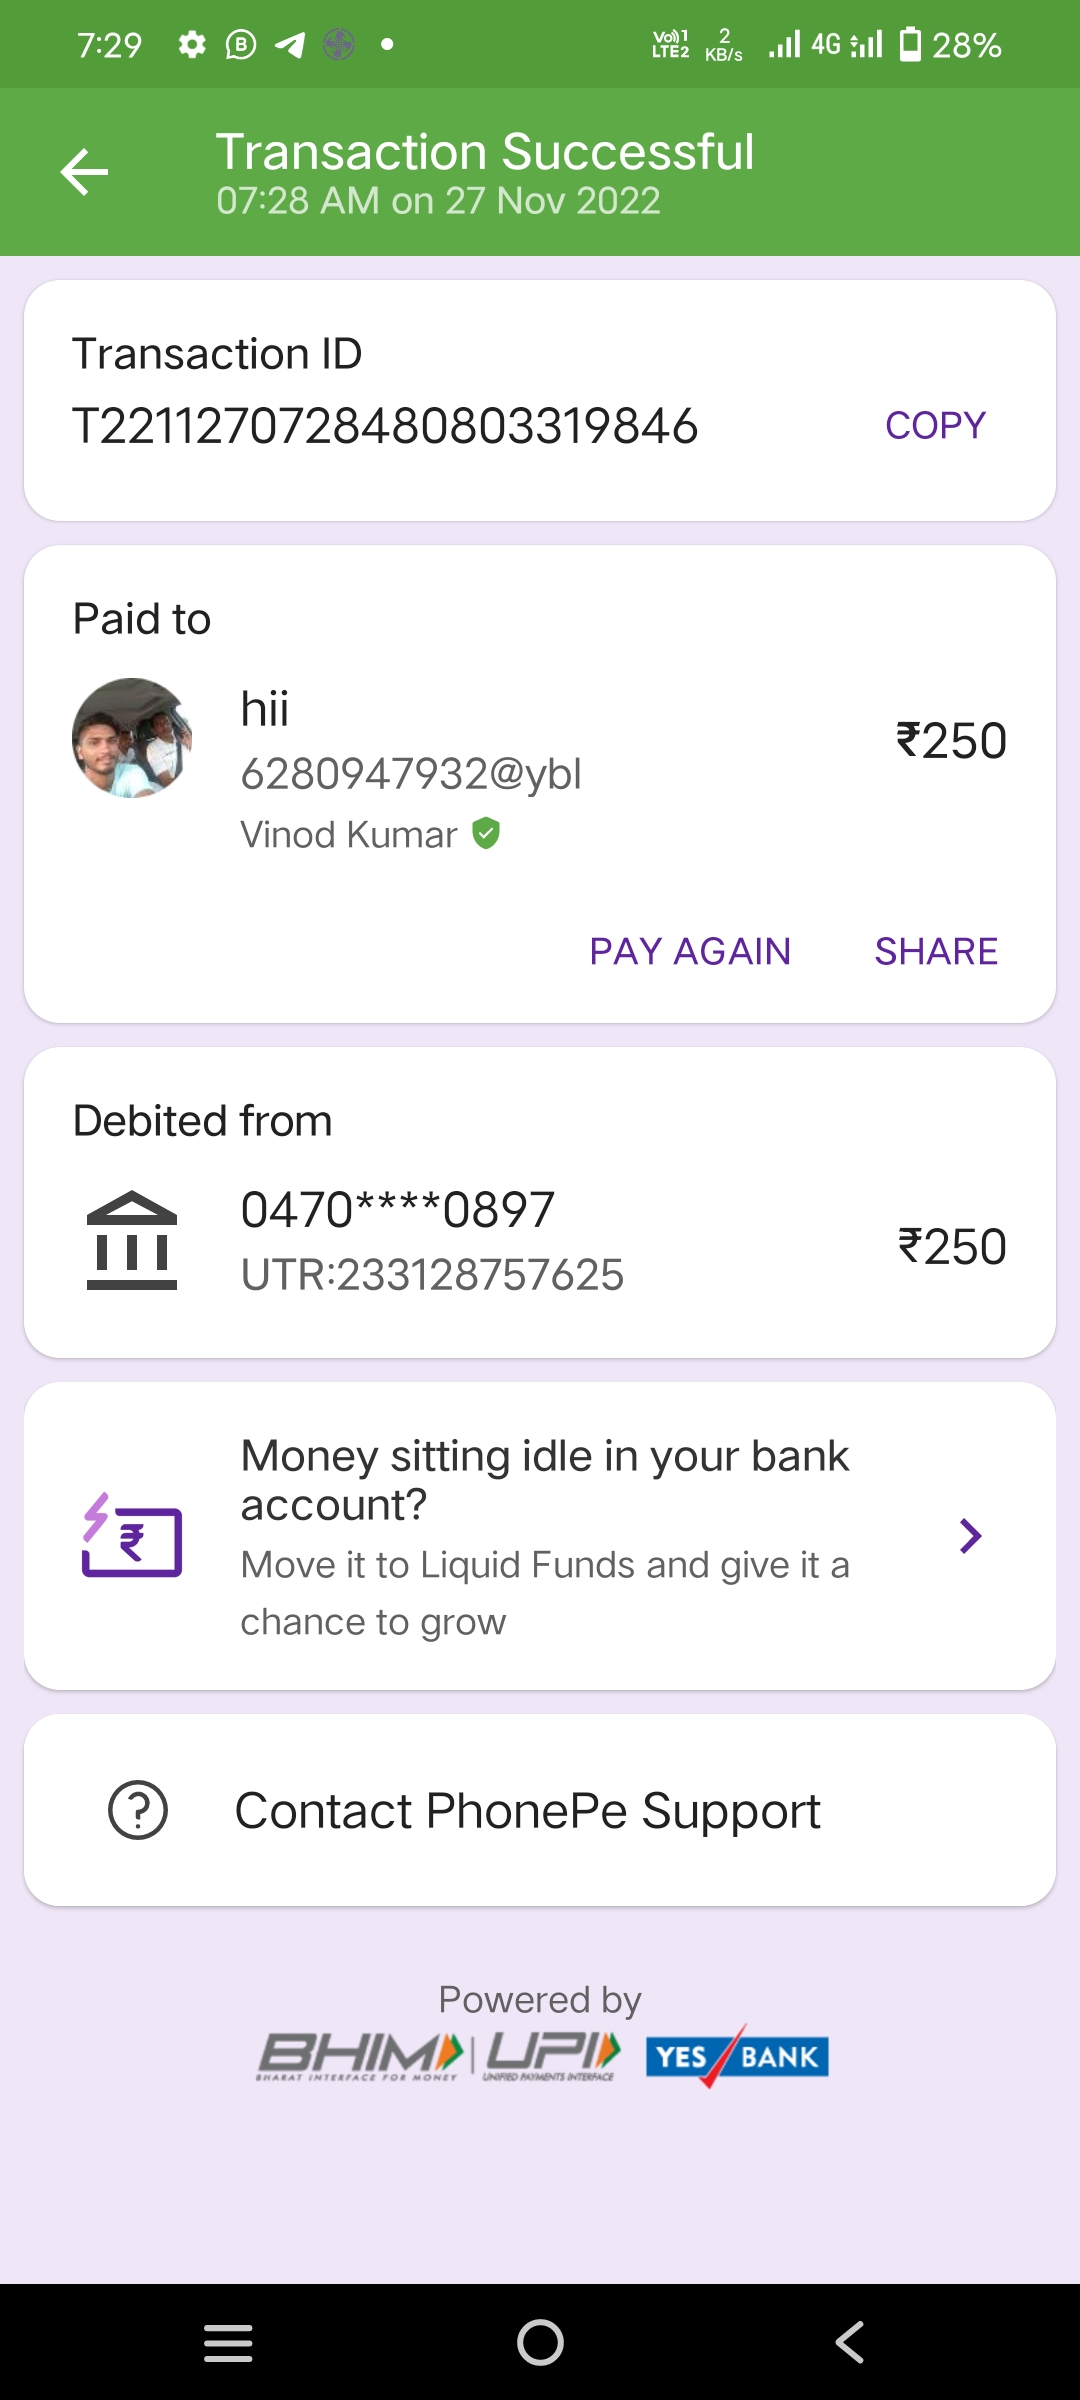 7:29
Vo)) 1
LTE2
2
KB/s
4G
28%
Transaction Successful
07:28 AM on 27 Nov 2022
Transaction ID
T2211270728480803319846
COPY
Paid to
hii
6280947932@ybl
Vinod Kumar
₹250
PAY AGAIN
SHARE
Debited from
0470****0897
UTR:233128757625
₹250
Money sitting idle in your bank
account?
Move it to Liquid Funds and give it a
chance to grow
Contact PhonePe Support
Powered by
BHIM
BHARAT INTERFACE FOR MONEY
UPI
UNIFIED PAYMENTS INTERFACE
YES BANK